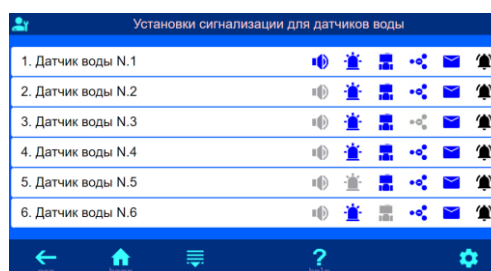 Установки сигнализации для датчиков воды
1. Датчик воды N.1
2. Датчик воды N.2
3. Датчик воды N.3
4. Датчик воды N.4
5. Датчик воды N.5
6. Датчик воды N.6
?